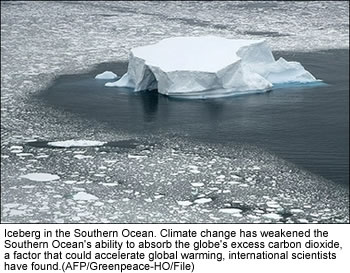 Iceberg in the Southern Ocean. Climate change has weakened the
Southern Ocean's ability to absorb the globe's excess carbon dioxide,
a factor that could accelerate global warming, international scientists
have found.(AFP/Greenpeace-HO/File)